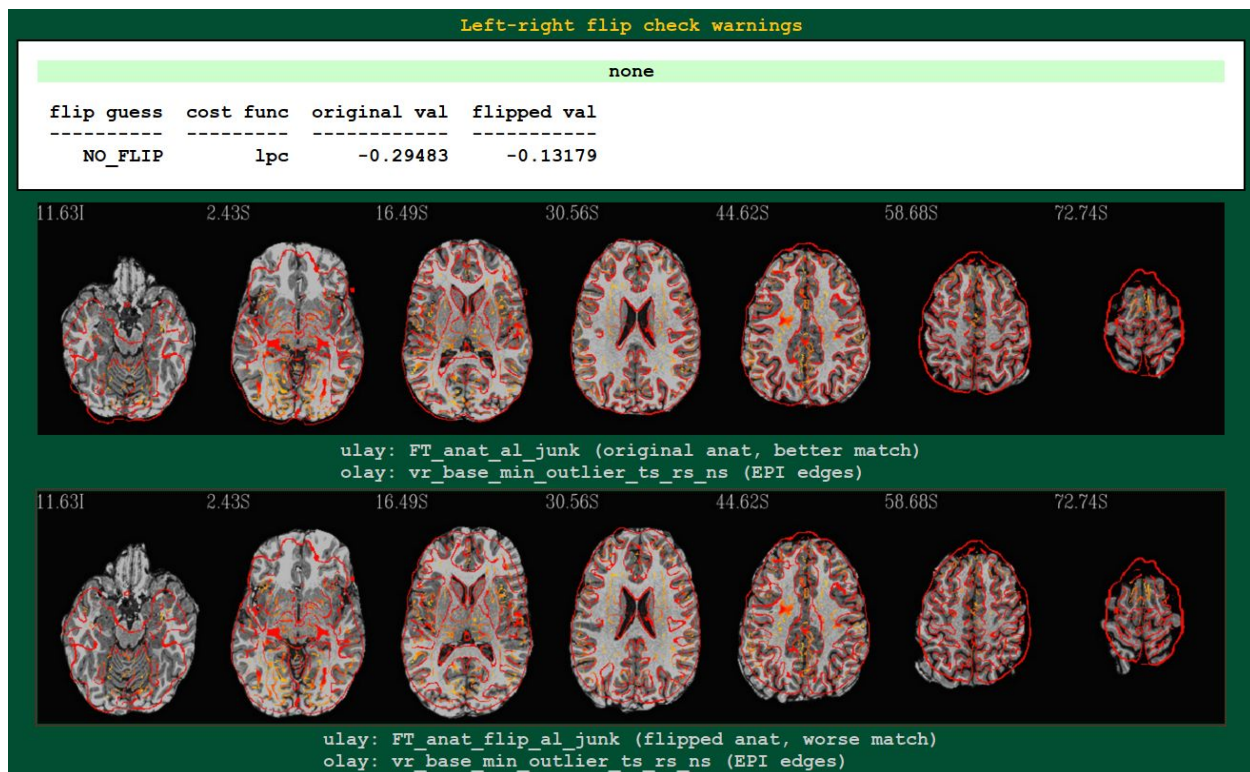 Left-right flip check warnings
none
flip guess cost func original val flipped val
---------- --------- ------------ -----------
NO_FLIP lpc -0.29483 -0.13179
11.63I 2.43S 16.49S 30.56S 44.62S 58.68S 72.74S
ulay: FT_anat_al_junk (original anat, better match)
olay: vr_base_min_outlier_ts_rs_ns (EPI edges)
11.63I 2.43S 16.49S 30.56S 44.62S 58.68S 72.74S
ulay: FT_anat_flip_al_junk (flipped anat, worse match)
olay: vr_base_min_outlier_ts_rs_ns (EPI edges)